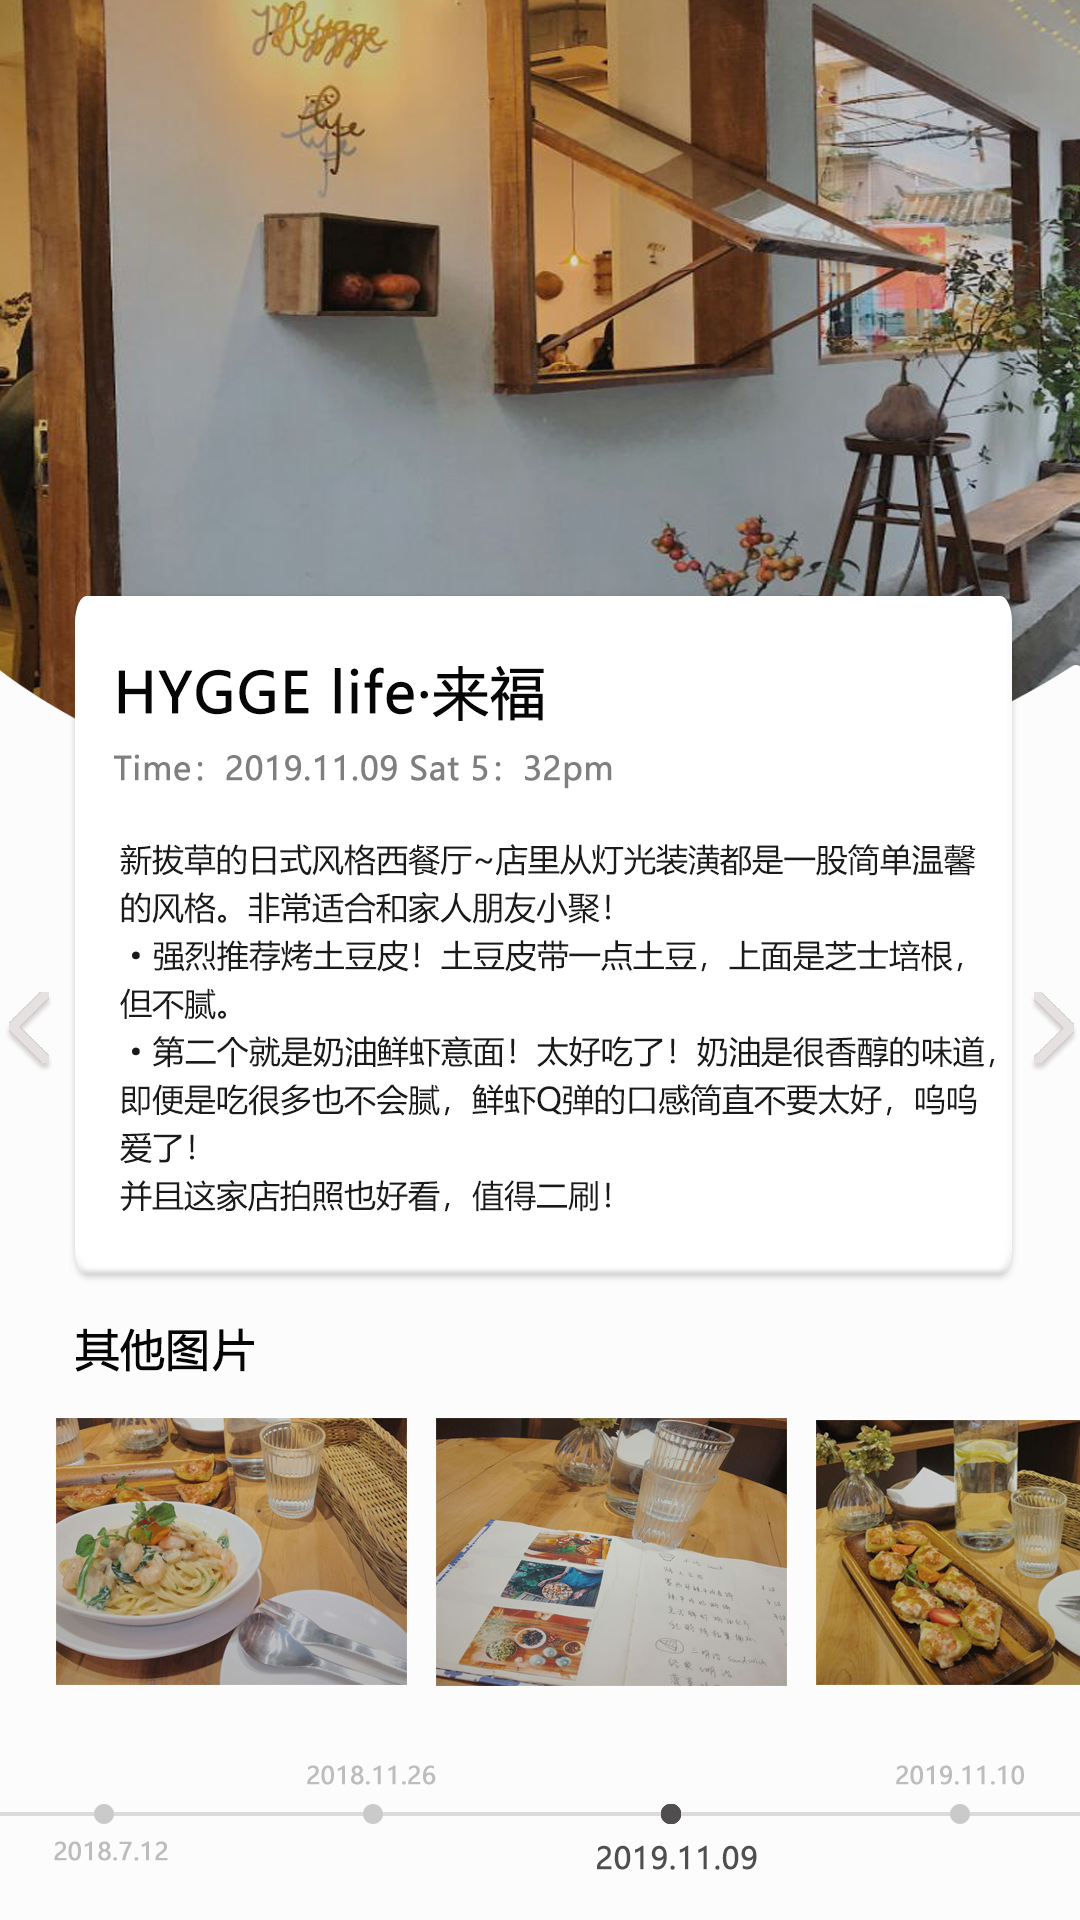 Hygge
life
HYGGE life·来福
Time：2019.11.09 Sat 5：32pm
新拔草的日式风格西餐厅~店里从灯光装潢都是一股简单温馨
的风格。非常适合和家人朋友小聚！
·强烈推荐烤土豆皮！土豆皮带一点土豆，上面是芝士培根，
但不腻。
·第二个就是奶油鲜虾意面！太好吃了！奶油是很香醇的味道，
即便是吃很多也不会腻，鲜虾Q弹的口感简直不要太好，呜呜
爱了！
并且这家店拍照也好看，值得二刷！
其他图片
三明治 Sandwich
2018.11.26
2019.11.10
2018.7.12
2019.11.09